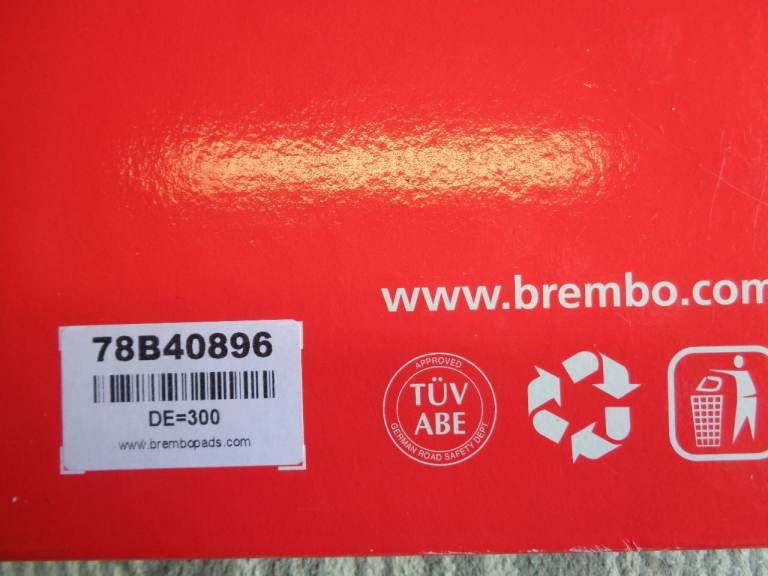 www.brembo.com
78B40896
DE=300
www.brembopads.com
APPROVED
TÜV
ABE
GERMAN ROAD SAFETY DEPT.